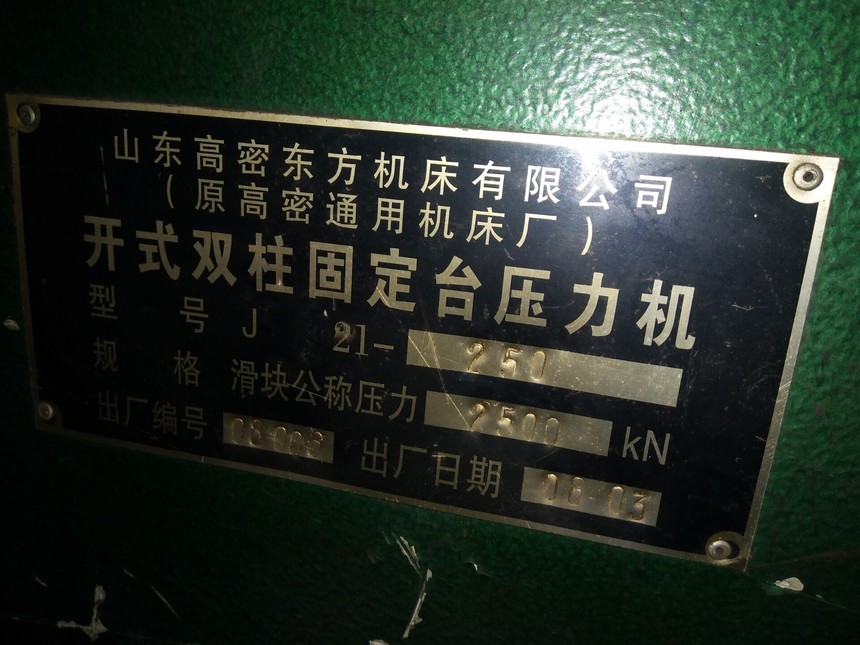 山东高密东方机床有限公司
(原高密通用机床厂)
开式双柱固定台压力机
型 号 J 21- 250
规 格 滑块公称压力 2500 kN
出厂编号 出厂日期 08 03